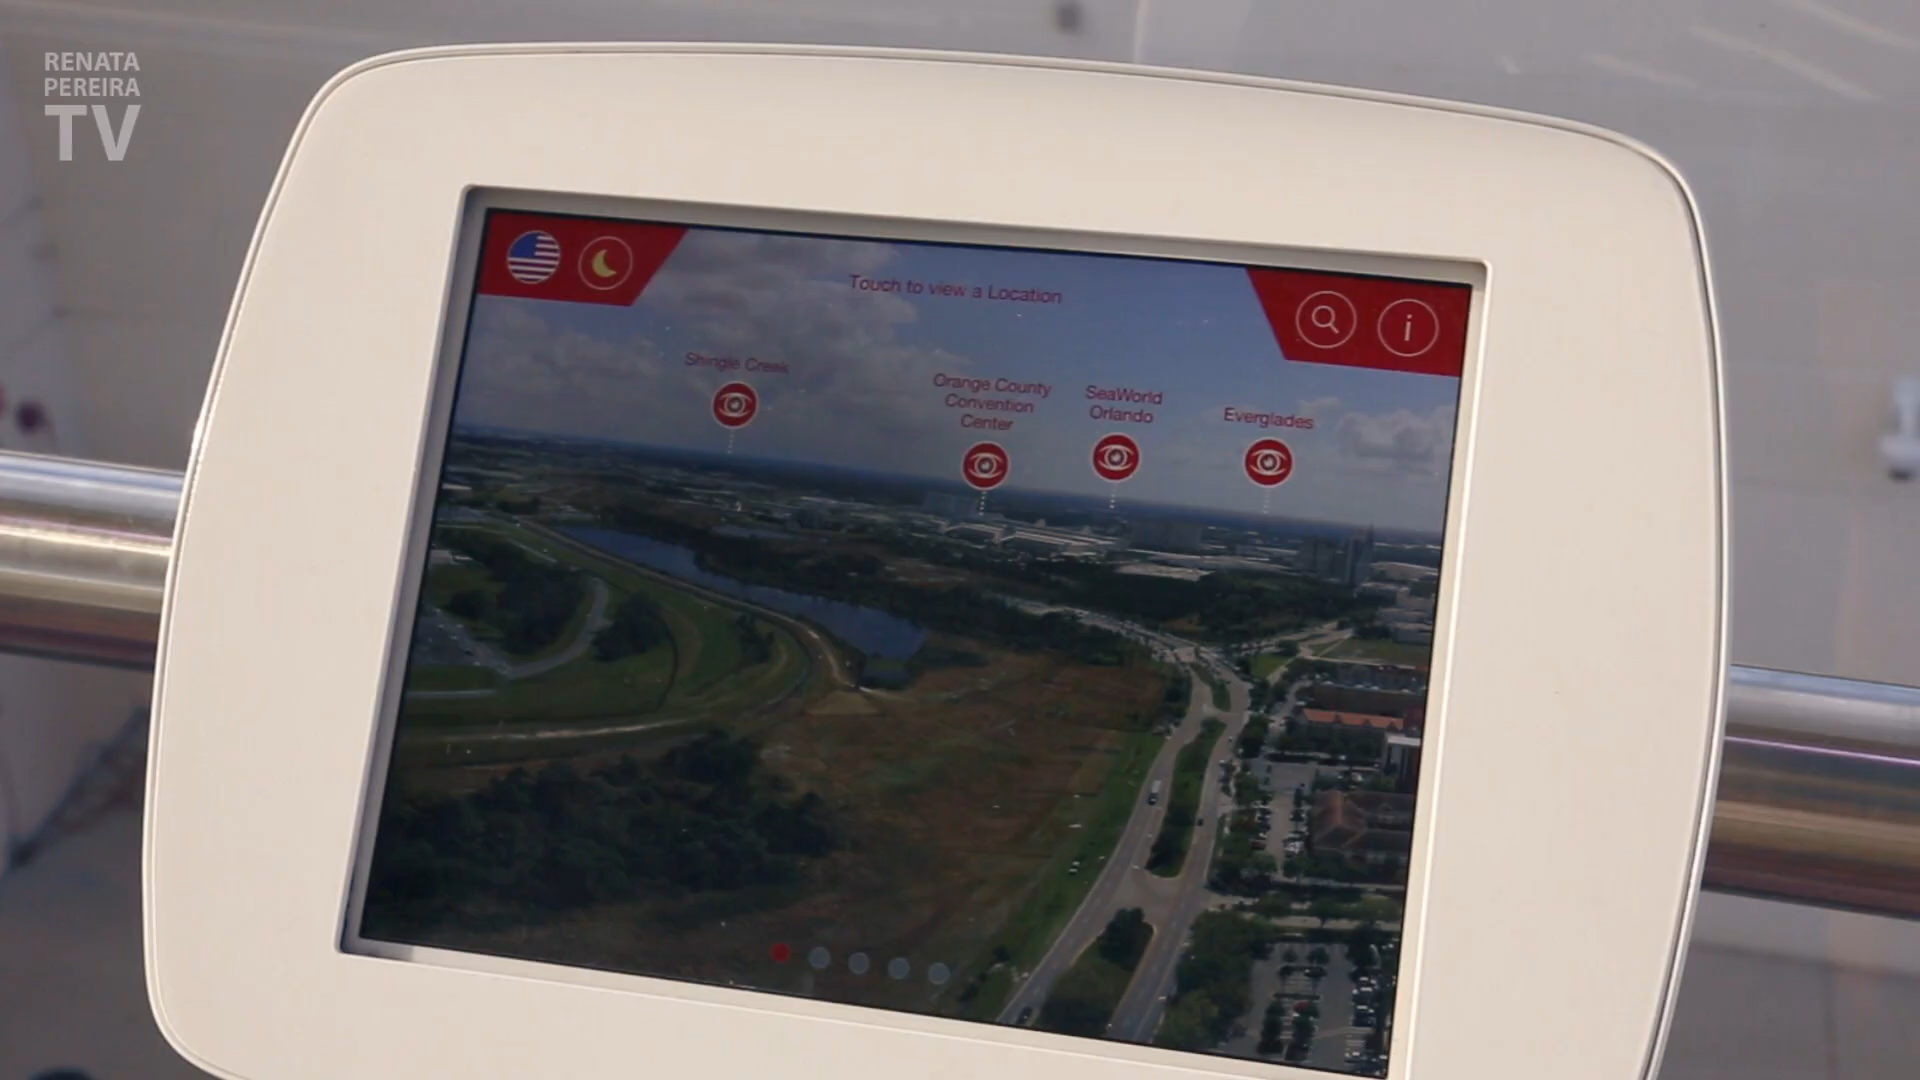 RENATA
PEREIRA
TV
Touch to view a Location
Shingle Creek
Orange County
Convention
Center
SeaWorld
Orlando
Everglades
i